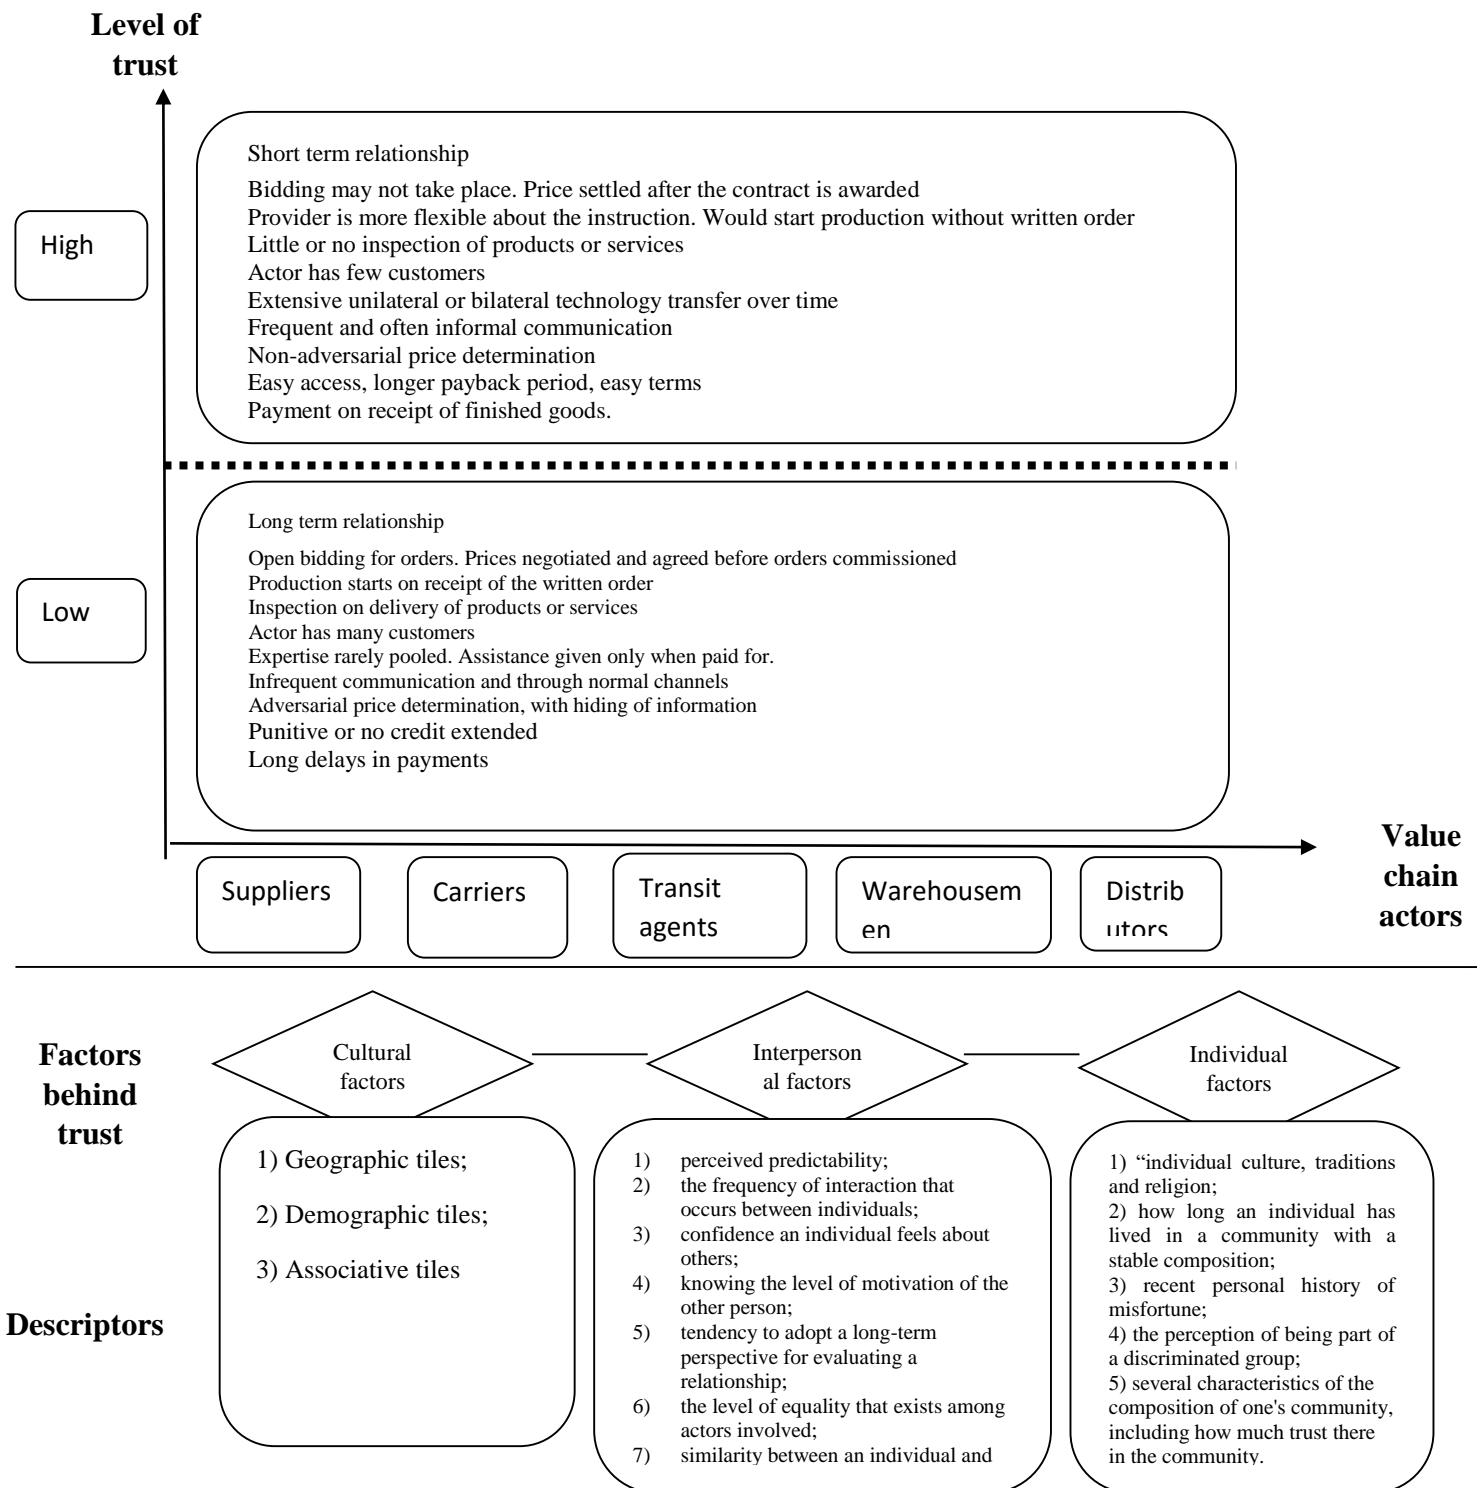 Level of
trust
High
Short term relationship
Bidding may not take place. Price settled after the contract is awarded
Provider is more flexible about the instruction. Would start production without written order
Little or no inspection of products or services
Actor has few customers
Extensive unilateral or bilateral technology transfer over time
Frequent and often informal communication
Non-adversarial price determination
Easy access, longer payback period, easy terms
Payment on receipt of finished goods.
Low
Long term relationship
Open bidding for orders. Prices negotiated and agreed before orders commissioned
Production starts on receipt of the written order
Inspection on delivery of products or services
Actor has many customers
Expertise rarely pooled. Assistance given only when paid for.
Infrequent communication and through normal channels
Adversarial price determination, with hiding of information
Punitive or no credit extended
Long delays in payments
Value
chain
actors
Suppliers
Carriers
Transit
agents
Warehousem
en
Distrib
utors
Factors
behind
trust
Cultural
factors
Interperson
al factors
Individual
factors
Descriptors
1) Geographic tiles;
2) Demographic tiles;
3) Associative tiles
1) perceived predictability;
2) the frequency of interaction that
occurs between individuals;
3) confidence an individual feels about
others;
4) knowing the level of motivation of the
other person;
5) tendency to adopt a long-term
perspective for evaluating a
relationship;
6) the level of equality that exists among
actors involved;
7) similarity between an individual and
1) “individual culture, traditions
and religion;
2) how long an individual has
lived in a community with a
stable composition;
3) recent personal history of
misfortune;
4) the perception of being part of
a discriminated group;
5) several characteristics of the
composition of one's community,
including how much trust there
in the community.